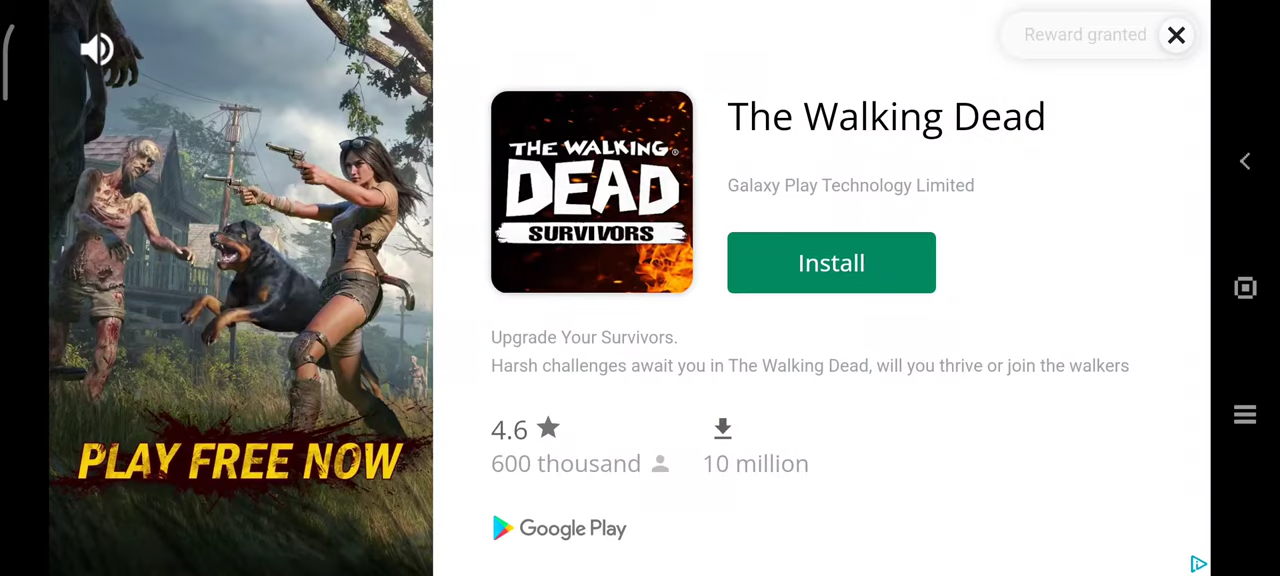 Reward granted
The Walking Dead
THE WALKING®
DEAD
SURVIVORS
Galaxy Play Technology Limited
Install
Upgrade Your Survivors.
Harsh challenges await you in The Walking Dead, will you thrive or join the walkers
4.6
600 thousand
10 million
PLAY FREE NOW
Google Play